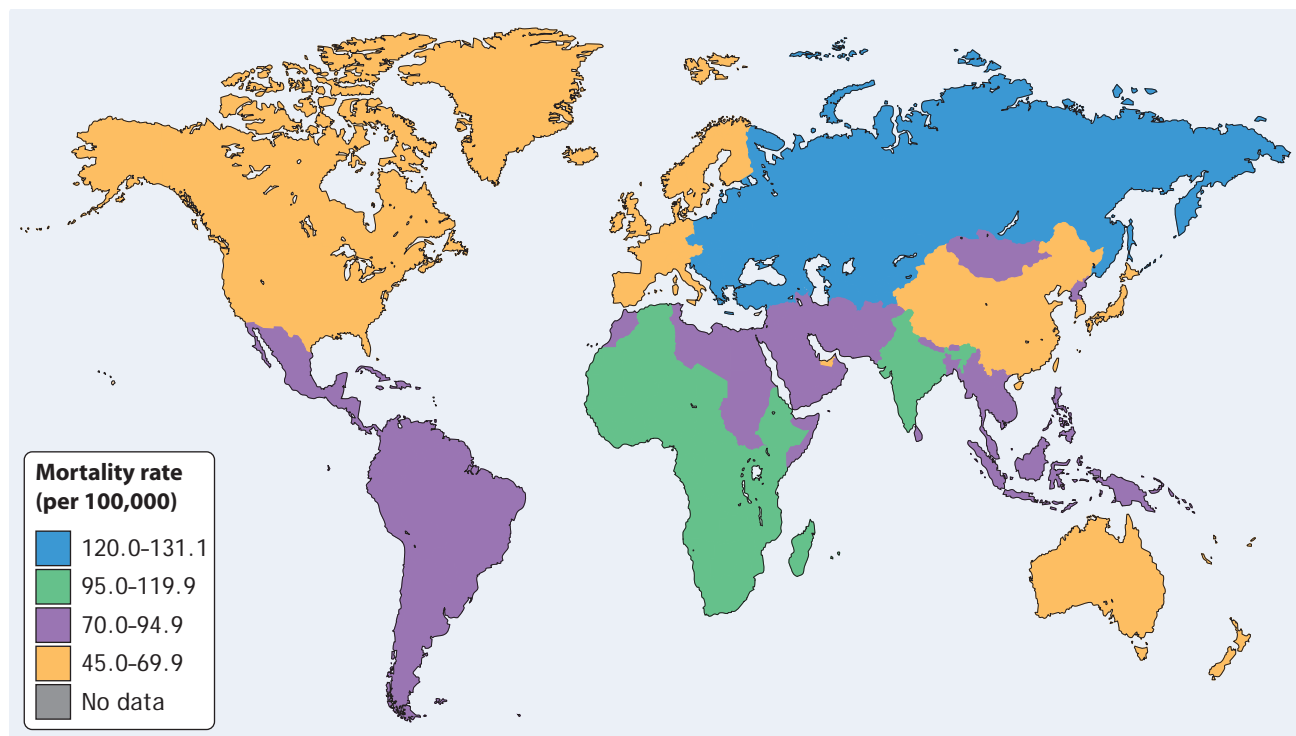 Mortality rate
(per 100,000)
120.0–131.1
95.0–119.9
70.0–94.9
45.0–69.9
No data